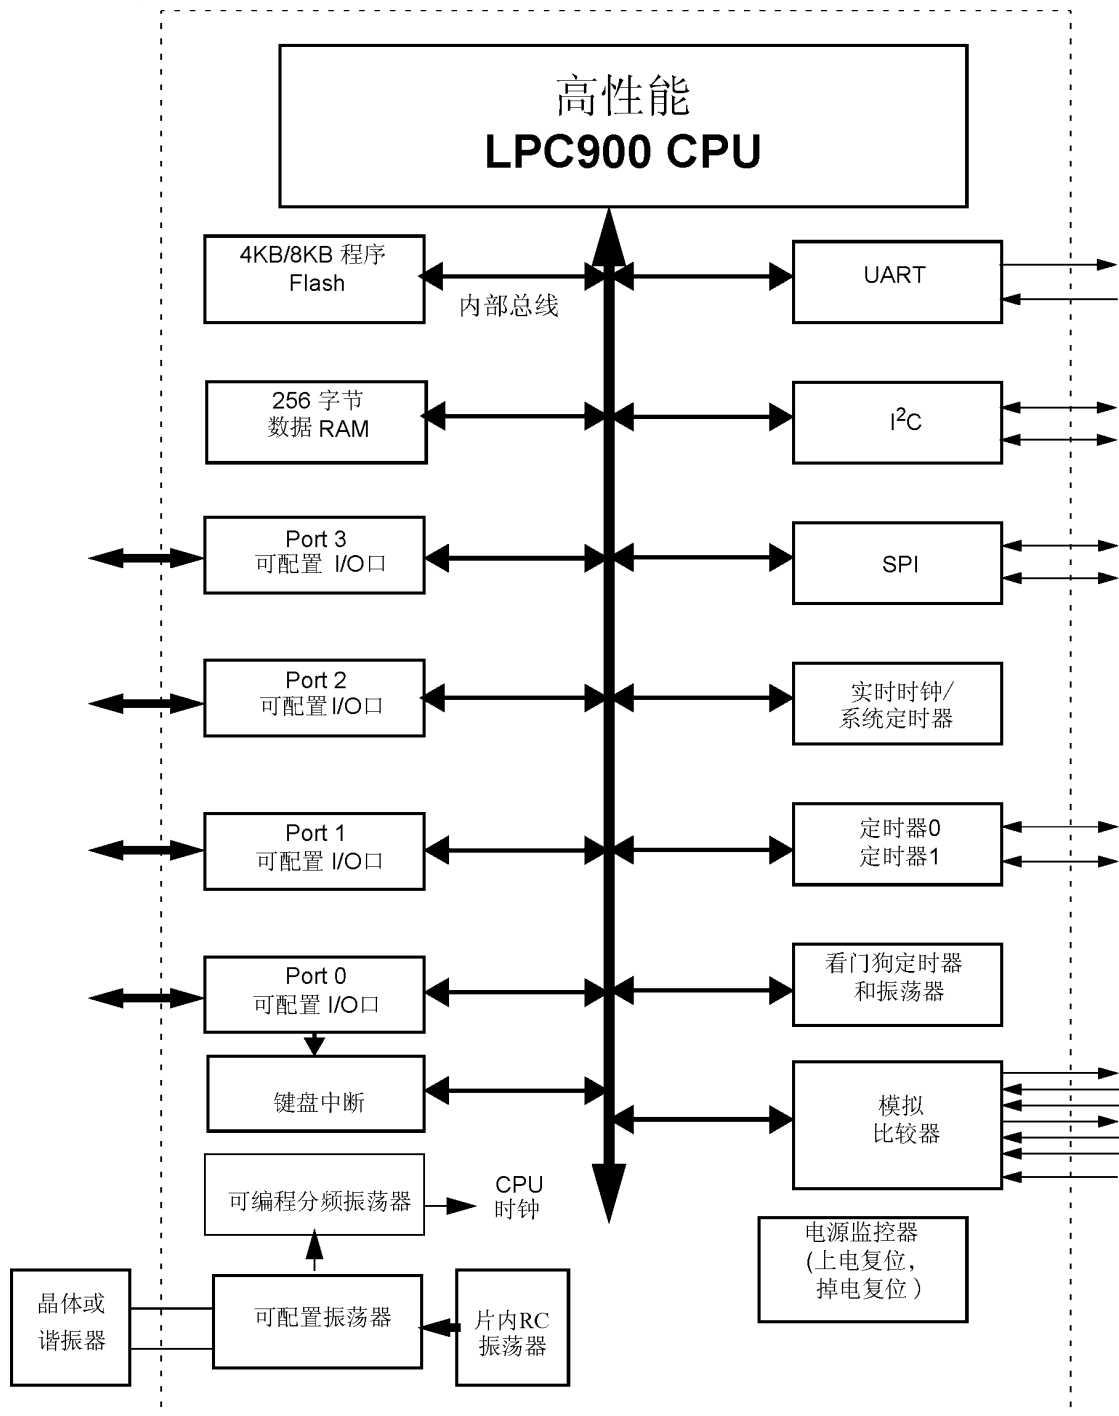 高性能
LPC900 CPU
4KB/8KB 程序
Flash
内部总线
UART
256 字节
数据 RAM
I²C
Port 3
可配置 I/O口
SPI
Port 2
可配置 I/O口
实时时钟/
系统定时器
Port 1
可配置 I/O口
定时器0
定时器1
Port 0
可配置 I/O口
看门狗定时器
和振荡器
键盘中断
模拟
比较器
可编程分频振荡器
CPU
时钟
电源监控器
(上电复位，
掉电复位）
晶体或
谐振器
可配置振荡器
片内RC
振荡器